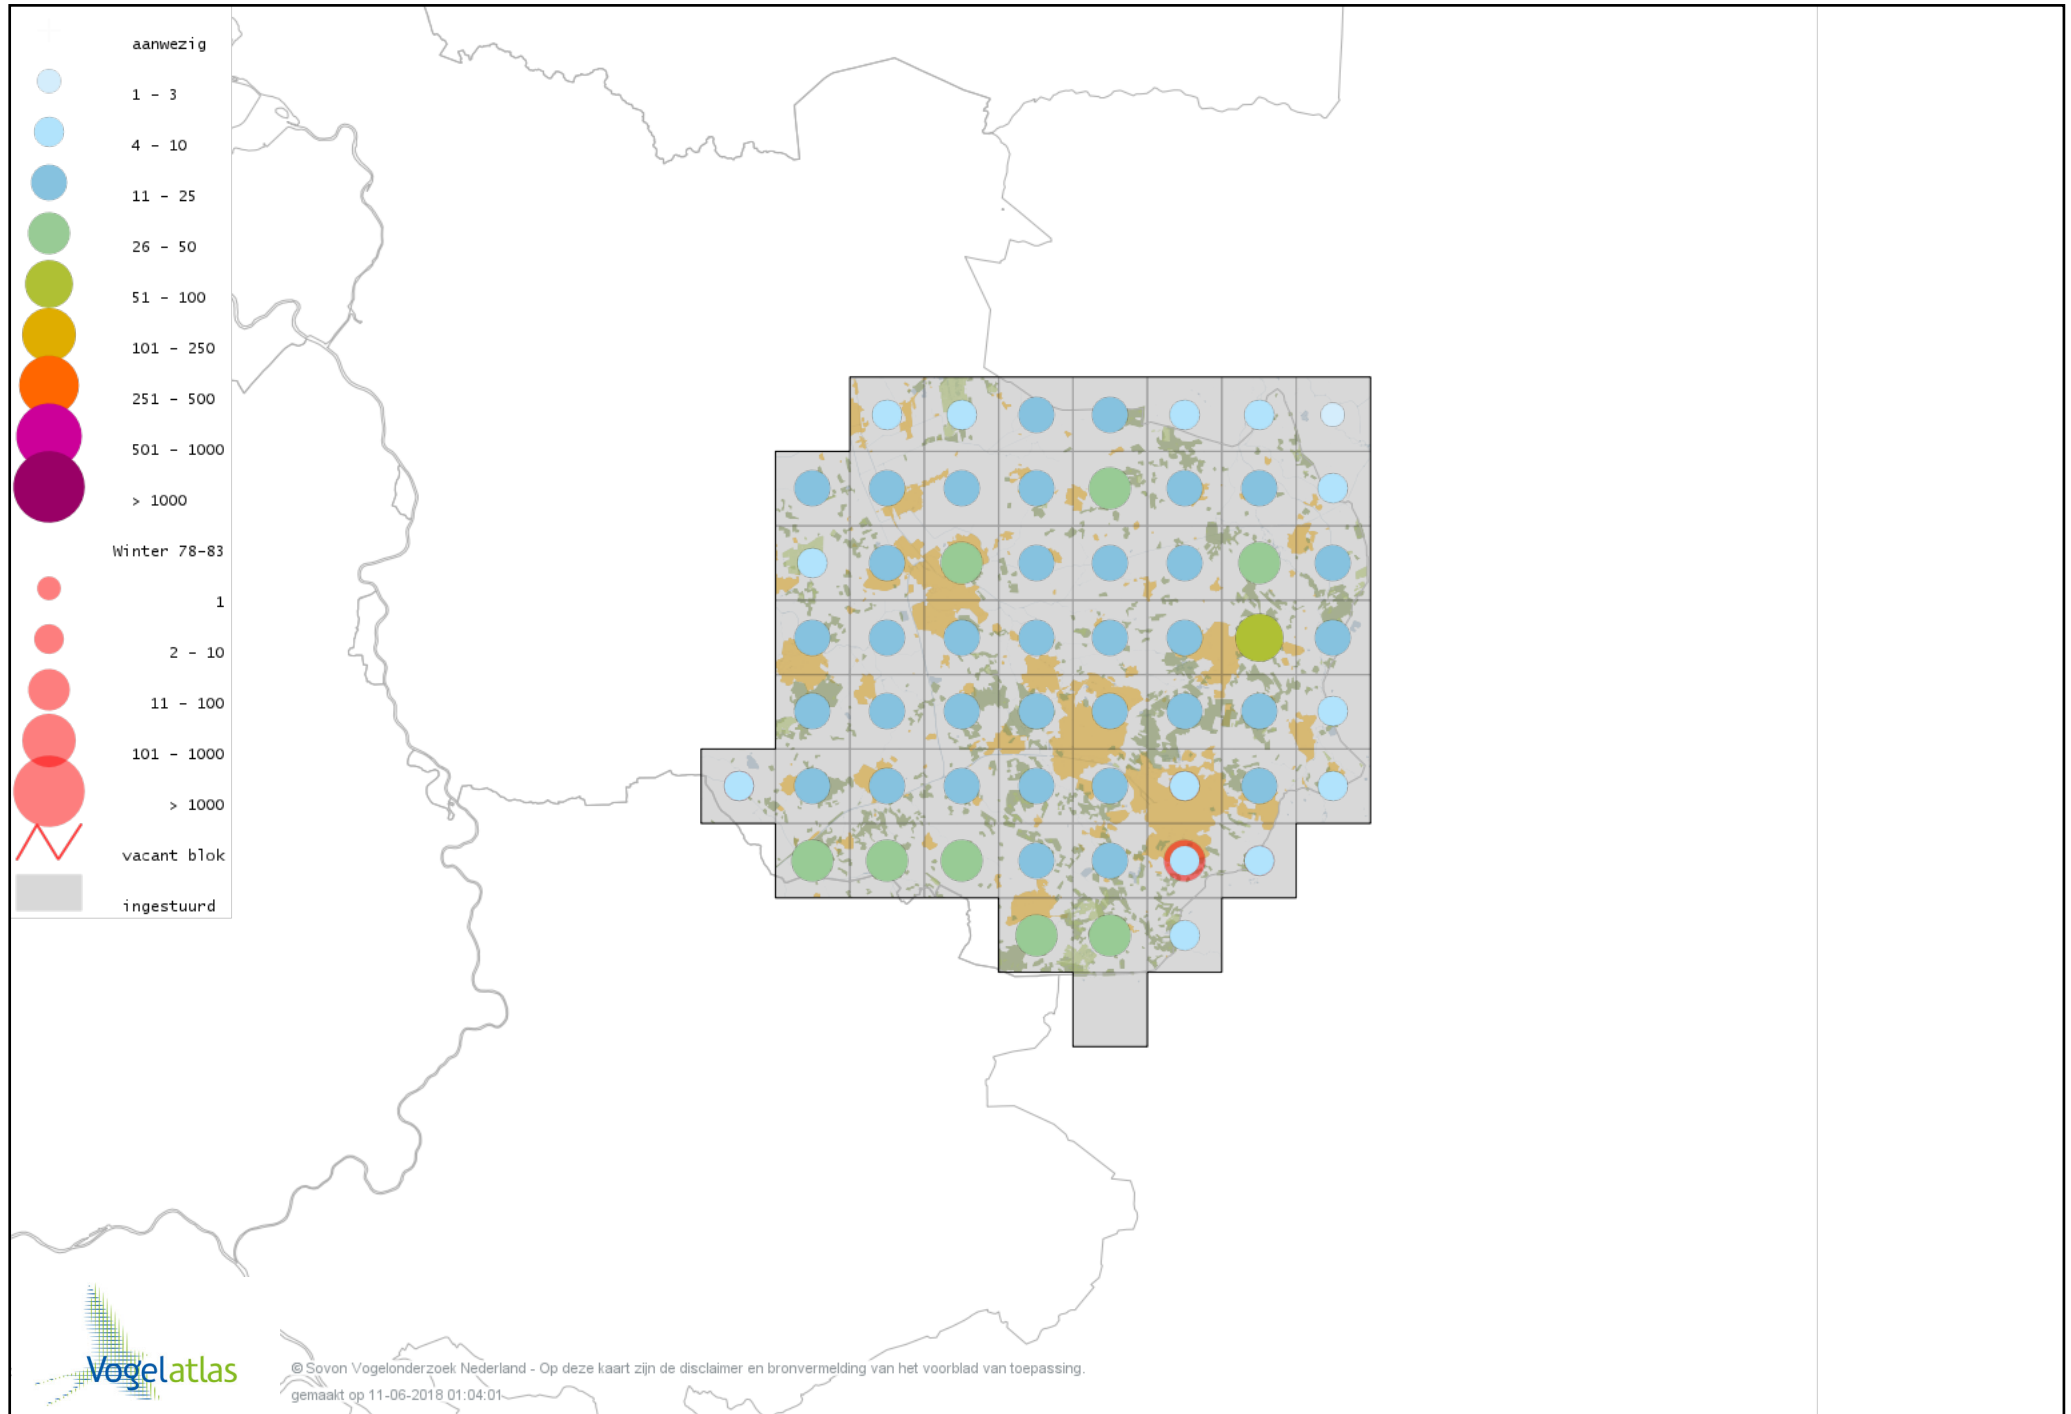 aanwezig
1 - 3
4 - 10
11 - 25
26 - 50
51 - 100
101 - 250
251 - 500
501 - 1000
> 1000
Winter 78-83
1
2 - 10
11 - 100
101 - 1000
> 1000
vacant blok
ingestuurd
Vogelatlas
© Sovon Vogelonderzoek Nederland - Op deze kaart zijn de disclaimer en bronvermelding van het voorblad van toepassing.
gemaakt op 11-06-2018 01:04:01